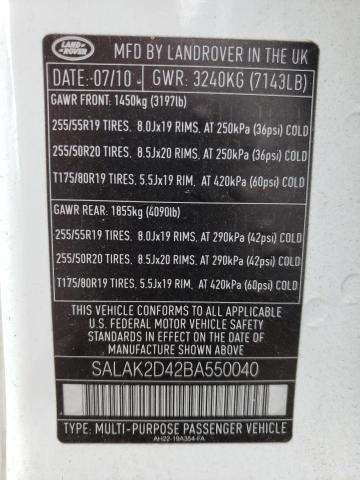 LAND-
ROVER
MFD BY LANDROVER IN THE UK
DATE:-07/10- GWR: 3240KG (7143LB)
GAWR FRONT: 1450kg (3197lb)
255/55R19 TIRES, 8.0Jx19 RIMS, AT 250kPa (36psi) COLD
255/50R20 TIRES, 8.5Jx20 RIMS, AT 250kPa (36psi) COLD
T175/80R19 TIRES, 5.5Jx19 RIM, AT 420kPa (60psi) COLD
GAWR REAR: 1855kg (4090lb)
255/55R19 TIRES, 8.0Jx19 RIMS, AT 290kPa (42psi) COLD
255/50R20 TIRES, 8.5Jx20 RIMS, AT 290kPa (42psi) COLD
T175/80R19 TIRES, 5.5Jx19 RIM, AT 420kPa (60psi) COLD
THIS VEHICLE CONFORMS TO ALL APPLICABLE
U.S. FEDERAL MOTOR VEHICLE SAFETY AND BUMPER
STANDARDS IN EFFECT ON THE DATE
OF MANUFACTURE SHOWN ABOVE.
SALAK2D42BA550040
TYPE: MULTI-PURPOSE PASSENGER VEHICLE
AH22-19A354-FA